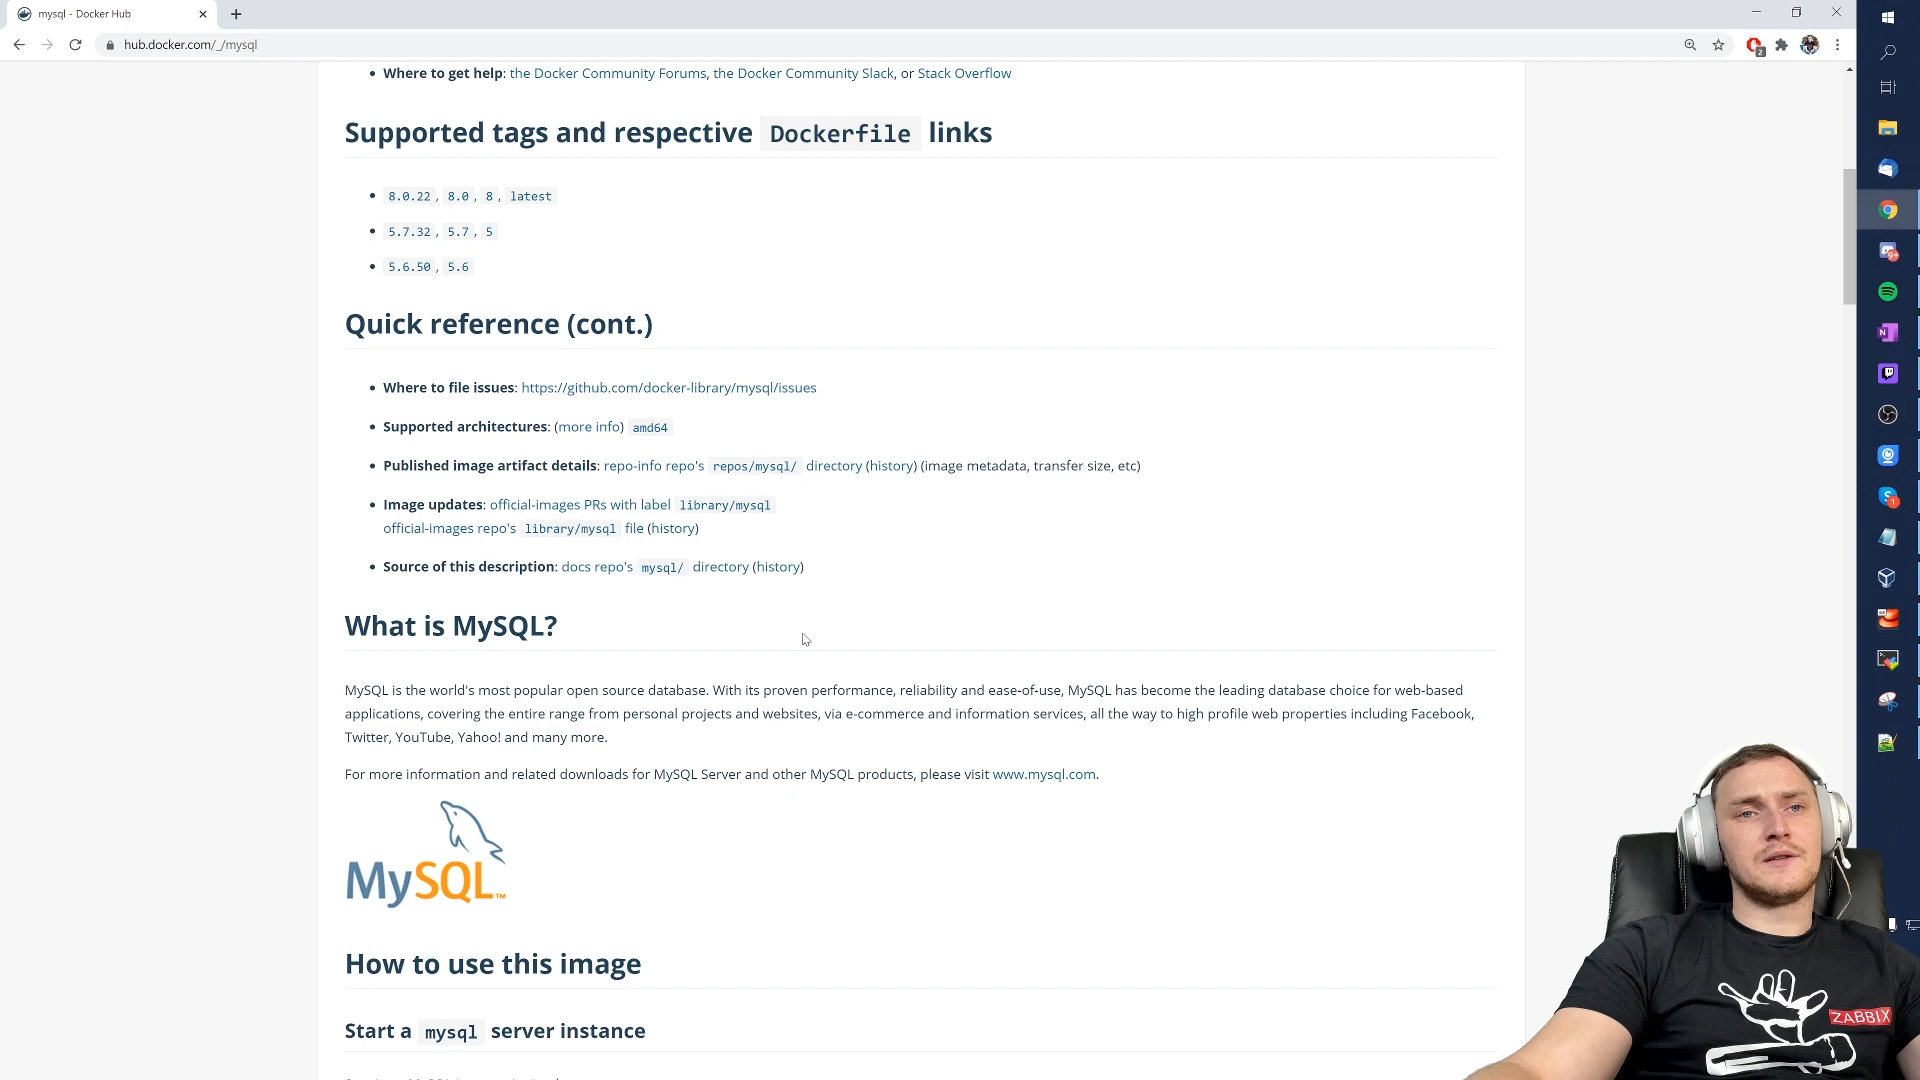 mysql - Docker Hub
hub.docker.com/_/mysql
2
• Where to get help: the Docker Community Forums, the Docker Community Slack, or Stack Overflow
Supported tags and respective Dockerfile links
• 8.0.22, 8.0, 8, latest
• 5.7.32, 5.7, 5
• 5.6.50, 5.6
Quick reference (cont.)
• Where to file issues: https://github.com/docker-library/mysql/issues
• Supported architectures: (more info) amd64
• Published image artifact details: repo-info repo's repos/mysql/ directory (history) (image metadata, transfer size, etc)
• Image updates: official-images PRs with label library/mysql
official-images repo's library/mysql file (history)
• Source of this description: docs repo's mysql/ directory (history)
What is MySQL?
MySQL is the world's most popular open source database. With its proven performance, reliability and ease-of-use, MySQL has become the leading database choice for web-based
applications, covering the entire range from personal projects and websites, via e-commerce and information services, all the way to high profile web properties including Facebook,
Twitter, YouTube, Yahoo! and many more.
For more information and related downloads for MySQL Server and other MySQL products, please visit www.mysql.com.
MySQL™
How to use this image
Start a mysql server instance
9+
N
S
1
ZABBIX